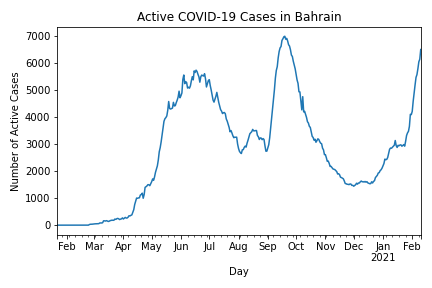 Active COVID-19 Cases in Bahrain
Number of Active Cases
7000
6000
5000
4000
3000
2000
1000
0
Feb Mar Apr May Jun Jul Aug Sep Oct Nov Dec Jan Feb
2021
Day